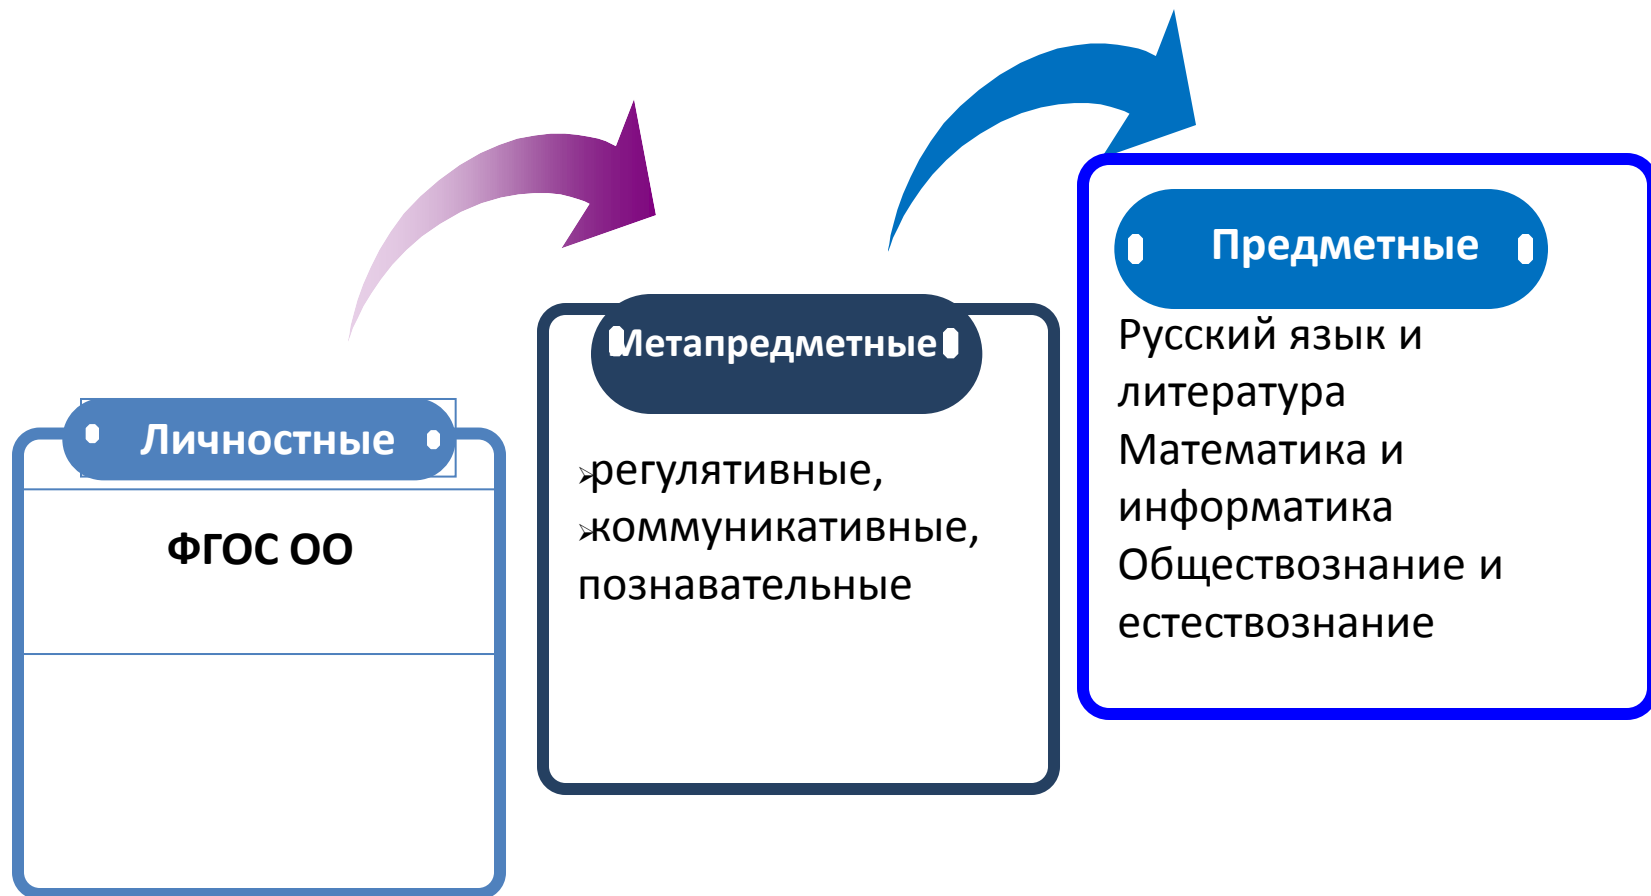 Личностные
ФГОС ОО
Метапредметные
➢регулятивные,
➢коммуникативные,
познавательные
Предметные
Русский язык и
литература
Математика и
информатика
Обществознание и
естествознание